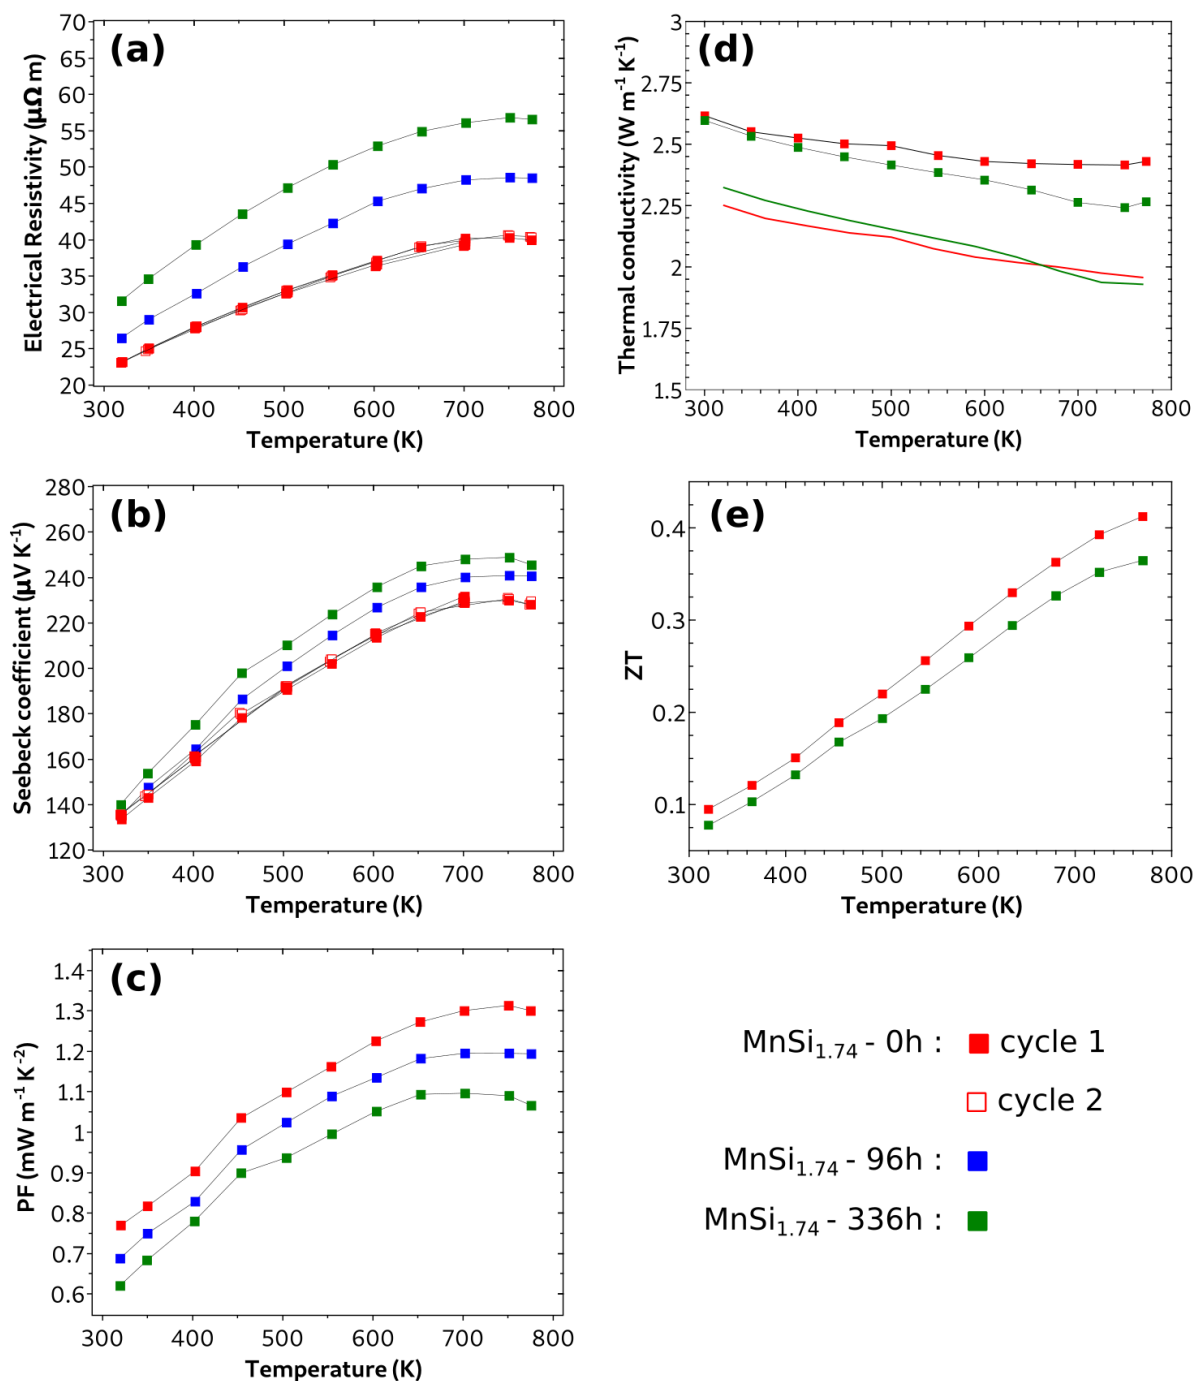 (a)
Electrical Resistivity (µΩ m)
70
65
60
55
50
45
40
35
30
25
20
300 400 500 600 700 800
Temperature (K)
(d)
Thermal conductivity (W m⁻¹ K⁻¹)
3
2.75
2.5
2.25
2
1.75
1.5
300 400 500 600 700 800
Temperature (K)
(b)
Seebeck coefficient (µV K⁻¹)
280
260
240
220
200
180
160
140
120
300 400 500 600 700 800
Temperature (K)
(e)
ZT
0.4
0.3
0.2
0.1
300 400 500 600 700 800
Temperature (K)
(c)
PF (mW m⁻¹ K⁻²)
1.4
1.3
1.2
1.1
1
0.9
0.8
0.7
0.6
300 400 500 600 700 800
Temperature (K)
MnSi₁.₇₄ - 0h : cycle 1
cycle 2
MnSi₁.₇₄ - 96h :
MnSi₁.₇₄ - 336h :